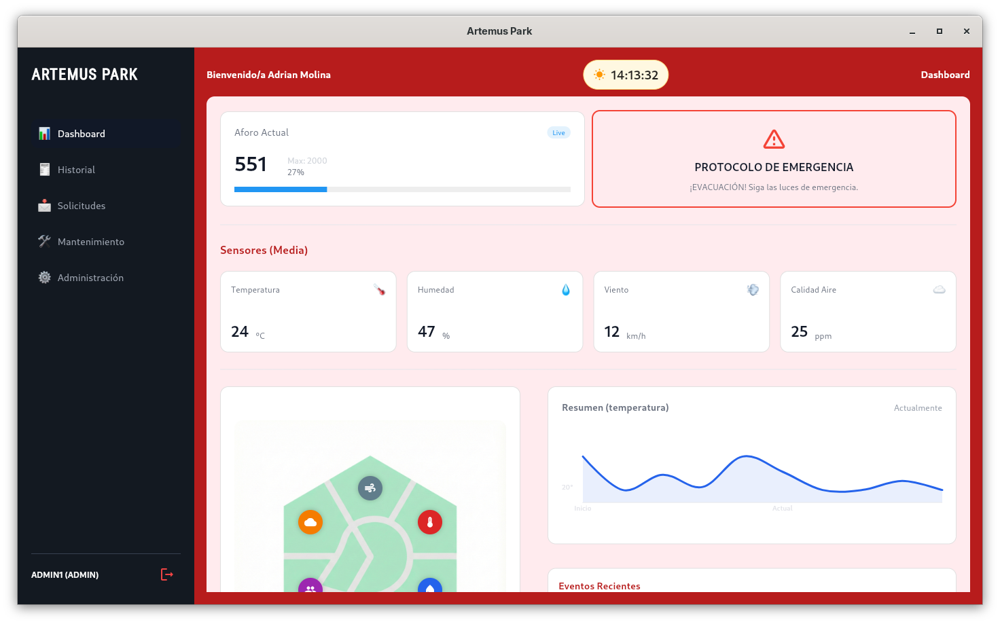 Artemus Park
ARTEMUS PARK
Dashboard
Historial
Solicitudes
Mantenimiento
Administración
ADMIN1 (ADMIN)
Bienvenido/a Adrian Molina
14:13:32
Dashboard
Aforo Actual
Live
551
Max: 2000
27%
PROTOCOLO DE EMERGENCIA
¡EVACUACIÓN! Siga las luces de emergencia.
Sensores (Media)
Temperatura
24 °C
Humedad
47 %
Viento
12 km/h
Calidad Aire
25 ppm
Resumen (temperatura)
Actualmente
20°
Inicio
Actual
Eventos Recientes